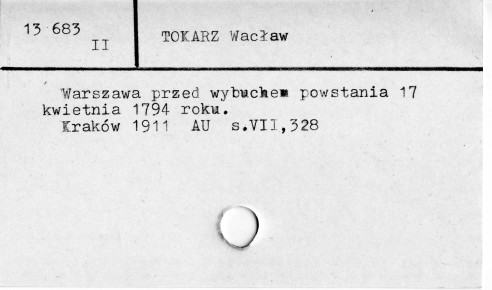 13 683
II
TOKARZ Wacław
Warszawa przed wybuchem powstania 17
kwietnia 1794 roku.
Kraków 1911 AU s.VII,328